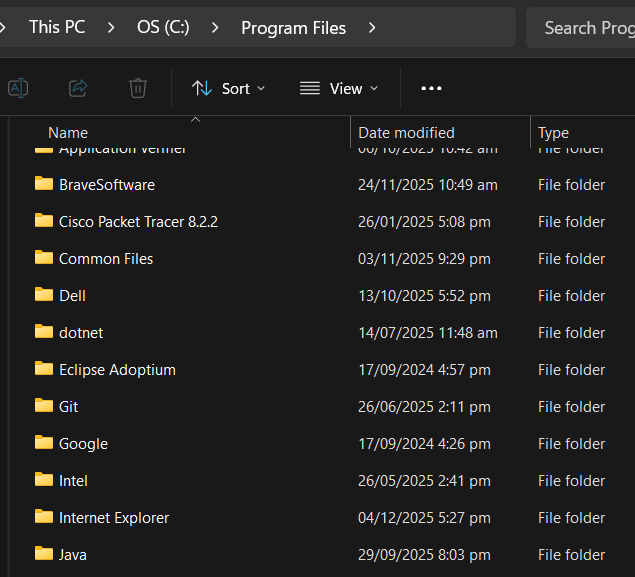 This PC > OS (C:) > Program Files >
Search Prog
Sort
View
Name Date modified Type
Application Verifier 06/10/2025 10:42 am File folder
BraveSoftware 24/11/2025 10:49 am File folder
Cisco Packet Tracer 8.2.2 26/01/2025 5:08 pm File folder
Common Files 03/11/2025 9:29 pm File folder
Dell 13/10/2025 5:52 pm File folder
dotnet 14/07/2025 11:48 am File folder
Eclipse Adoptium 17/09/2024 4:57 pm File folder
Git 26/06/2025 2:11 pm File folder
Google 17/09/2024 4:26 pm File folder
Intel 26/05/2025 2:41 pm File folder
Internet Explorer 04/12/2025 5:27 pm File folder
Java 29/09/2025 8:03 pm File folder